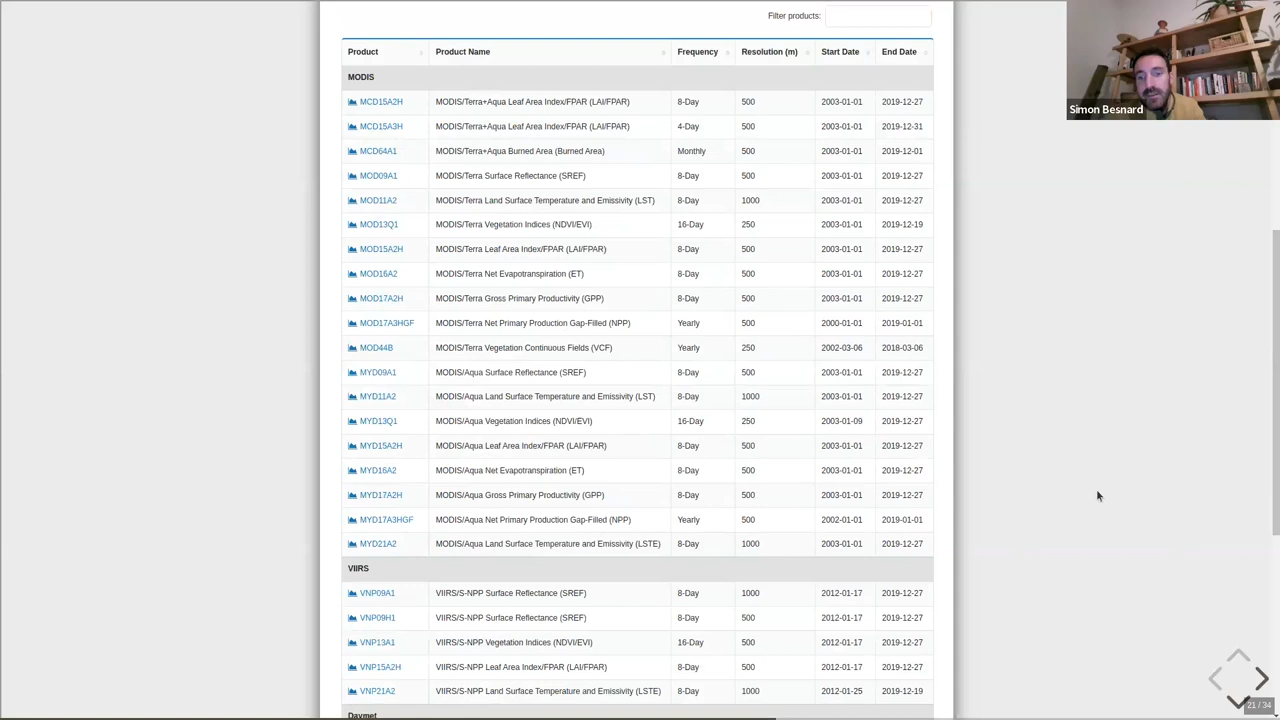 Filter products:
Simon Besnard
Product Product Name Frequency Resolution (m) Start Date End Date
MODIS
MCD15A2H MODIS/Terra+Aqua Leaf Area Index/FPAR (LAI/FPAR) 8-Day 500 2003-01-01 2019-12-27
MCD15A3H MODIS/Terra+Aqua Leaf Area Index/FPAR (LAI/FPAR) 4-Day 500 2003-01-01 2019-12-31
MCD64A1 MODIS/Terra+Aqua Burned Area (Burned Area) Monthly 500 2003-01-01 2019-12-01
MOD09A1 MODIS/Terra Surface Reflectance (SREF) 8-Day 500 2003-01-01 2019-12-27
MOD11A2 MODIS/Terra Land Surface Temperature and Emissivity (LST) 8-Day 1000 2003-01-01 2019-12-27
MOD13Q1 MODIS/Terra Vegetation Indices (NDVI/EVI) 16-Day 250 2003-01-01 2019-12-19
MOD15A2H MODIS/Terra Leaf Area Index/FPAR (LAI/FPAR) 8-Day 500 2003-01-01 2019-12-27
MOD16A2 MODIS/Terra Net Evapotranspiration (ET) 8-Day 500 2003-01-01 2019-12-27
MOD17A2H MODIS/Terra Gross Primary Productivity (GPP) 8-Day 500 2003-01-01 2019-12-27
MOD17A3HGF MODIS/Terra Net Primary Production Gap-Filled (NPP) Yearly 500 2000-01-01 2019-01-01
MOD44B MODIS/Terra Vegetation Continuous Fields (VCF) Yearly 250 2002-03-06 2018-03-06
MYD09A1 MODIS/Aqua Surface Reflectance (SREF) 8-Day 500 2003-01-01 2019-12-27
MYD11A2 MODIS/Aqua Land Surface Temperature and Emissivity (LST) 8-Day 1000 2003-01-01 2019-12-27
MYD13Q1 MODIS/Aqua Vegetation Indices (NDVI/EVI) 16-Day 250 2003-01-09 2019-12-27
MYD15A2H MODIS/Aqua Leaf Area Index/FPAR (LAI/FPAR) 8-Day 500 2003-01-01 2019-12-27
MYD16A2 MODIS/Aqua Net Evapotranspiration (ET) 8-Day 500 2003-01-01 2019-12-27
MYD17A2H MODIS/Aqua Gross Primary Productivity (GPP) 8-Day 500 2003-01-01 2019-12-27
MYD17A3HGF MODIS/Aqua Net Primary Production Gap-Filled (NPP) Yearly 500 2002-01-01 2019-01-01
MYD21A2 MODIS/Aqua Land Surface Temperature and Emissivity (LSTE) 8-Day 1000 2003-01-01 2019-12-27
VIIRS
VNP09A1 VIIRS/S-NPP Surface Reflectance (SREF) 8-Day 1000 2012-01-17 2019-12-27
VNP09H1 VIIRS/S-NPP Surface Reflectance (SREF) 8-Day 500 2012-01-17 2019-12-27
VNP13A1 VIIRS/S-NPP Vegetation Indices (NDVI/EVI) 16-Day 500 2012-01-17 2019-12-27
VNP15A2H VIIRS/S-NPP Leaf Area Index/FPAR (LAI/FPAR) 8-Day 500 2012-01-17 2019-12-27
VNP21A2 VIIRS/S-NPP Land Surface Temperature and Emissivity (LSTE) 8-Day 1000 2012-01-25 2019-12-19
Daymet
21 / 34